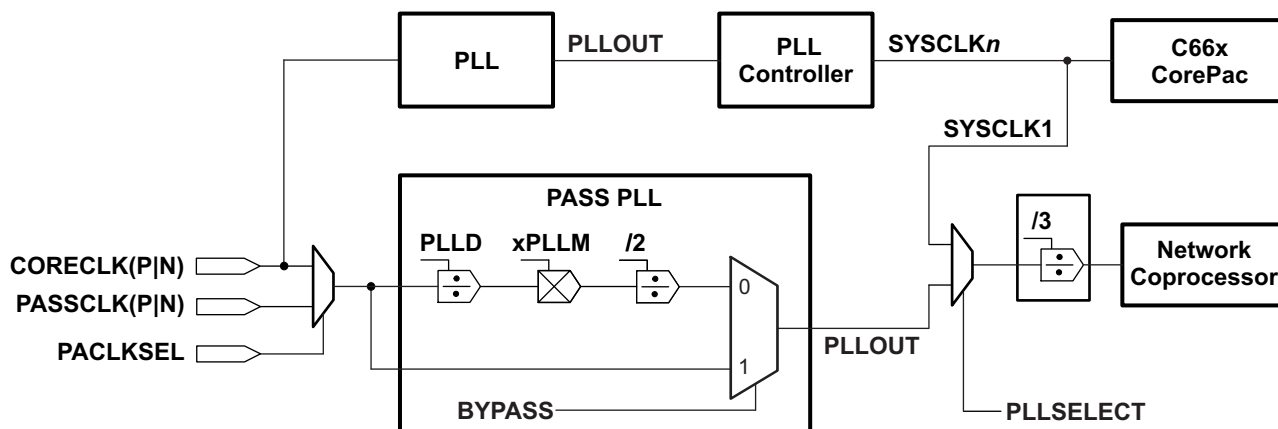 PLL
PLLOUT
PLL
Controller
SYSCLKn
C66x
CorePac
SYSCLK1
PASS PLL
PLLD
xPLLM
/2
/3
CORECLK(P|N)
PASSCLK(P|N)
PACLKSEL
0
1
BYPASS
PLLOUT
Network
Coprocessor
PLLSELECT